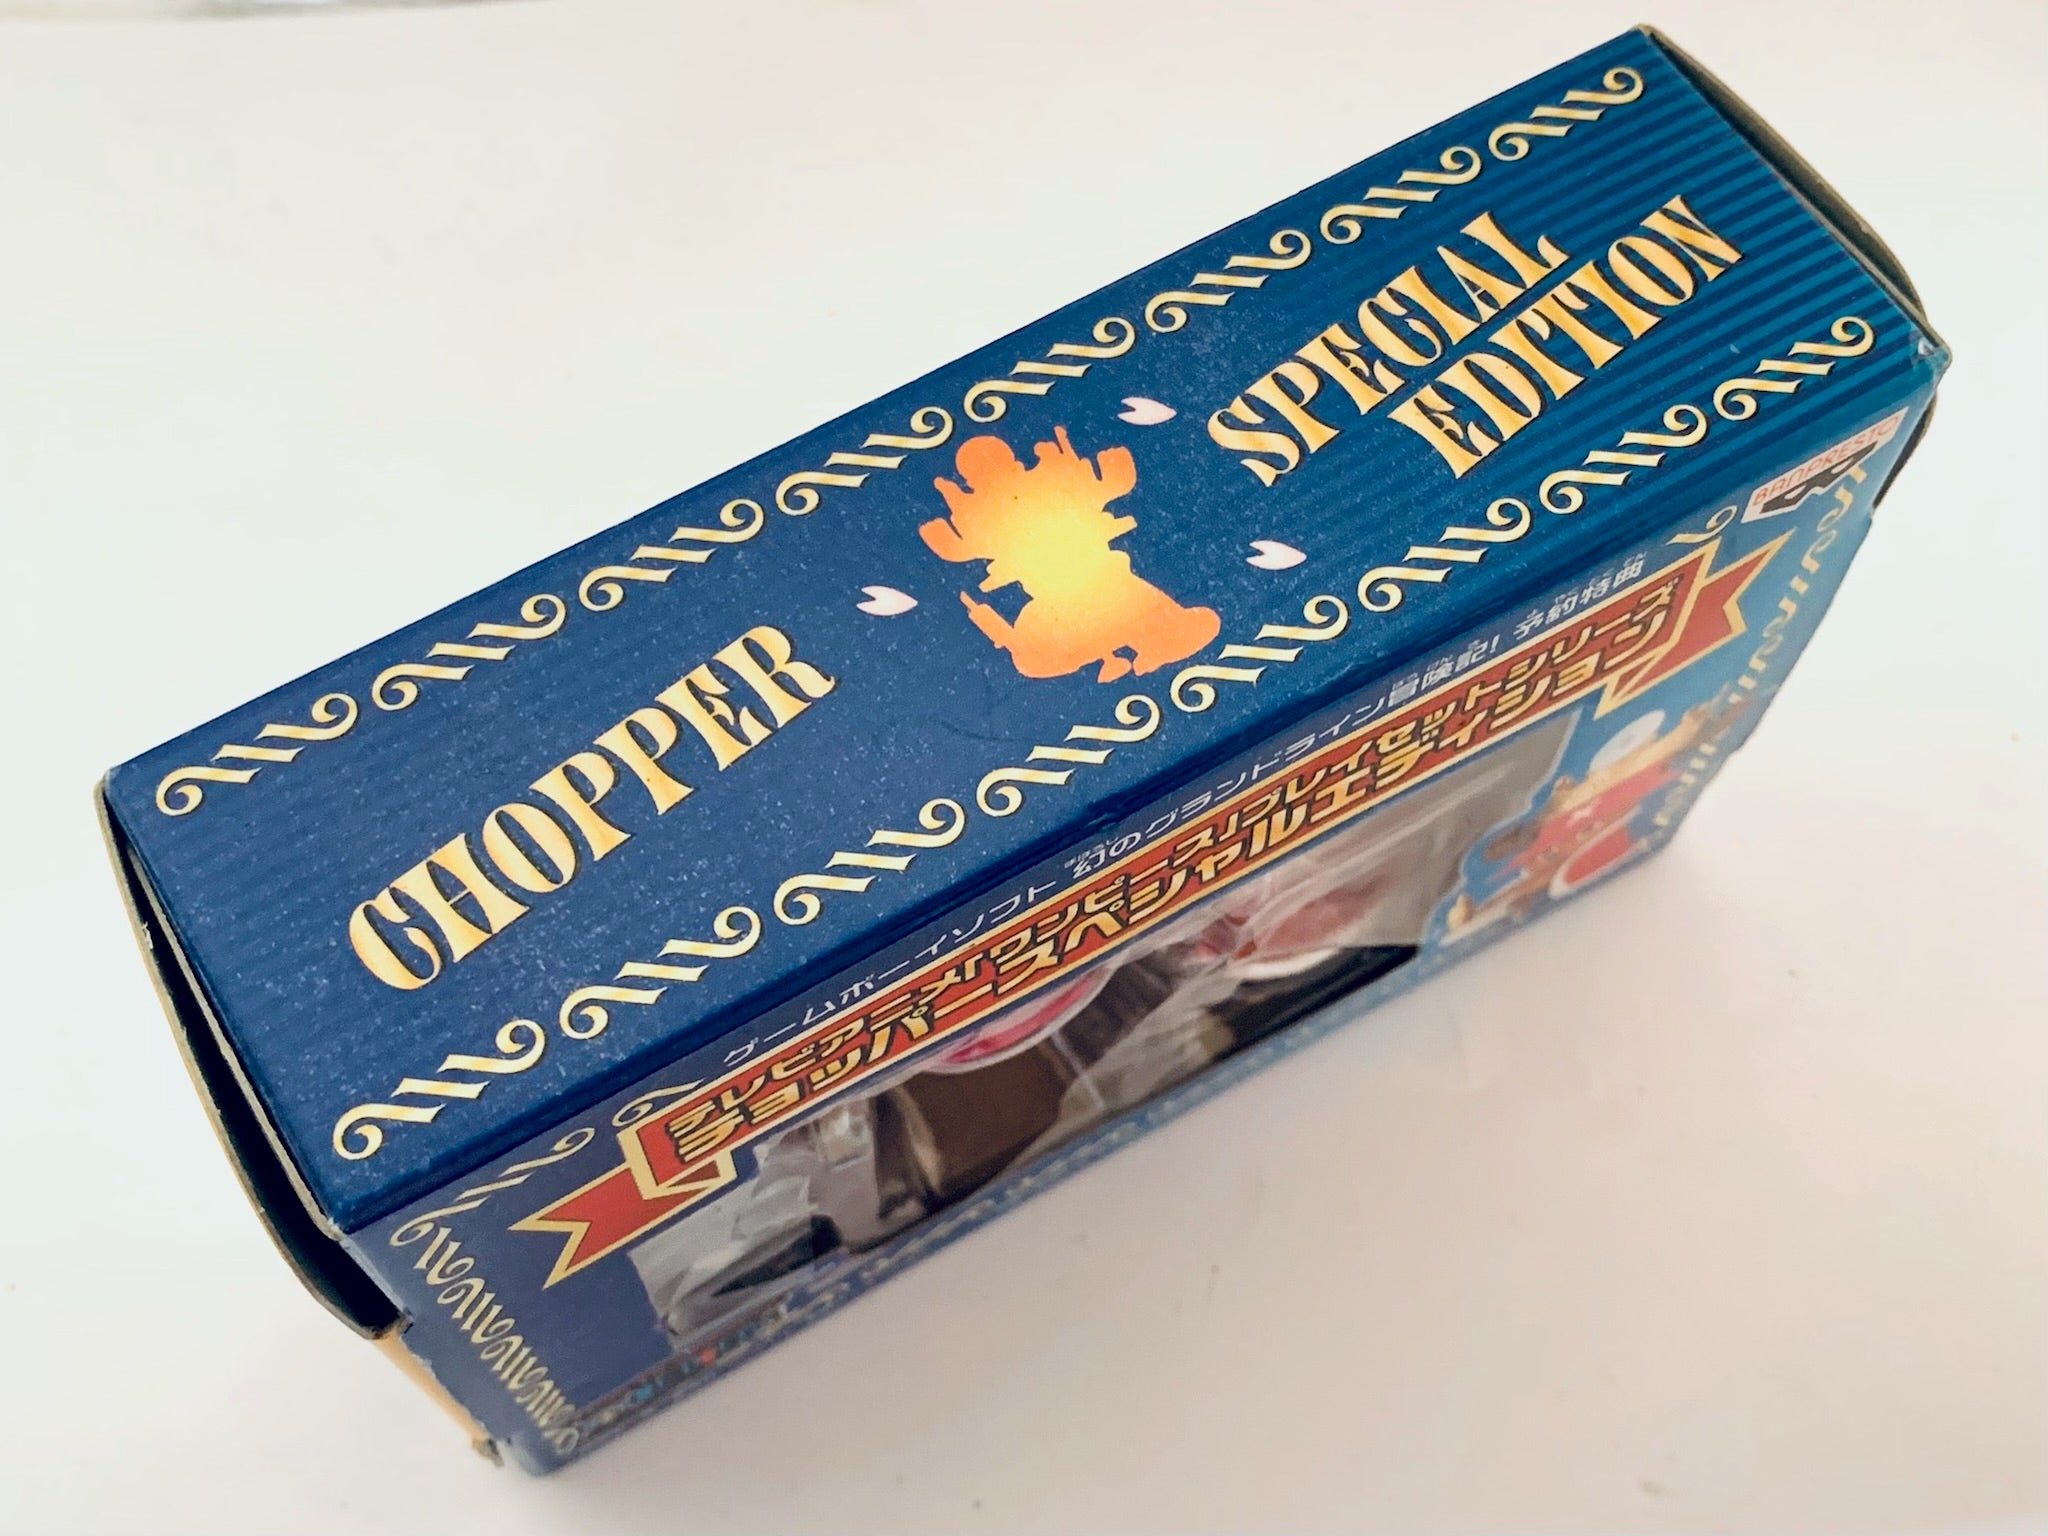 CHOPPER
SPECIAL
EDITION
BANPRESTO
ゲームボーイソフト 幻のグランドライン冒険記! 予約特典
テレビアニメ「ワンピース」プレイセットシリーズ
チョッパースペシャルエディション